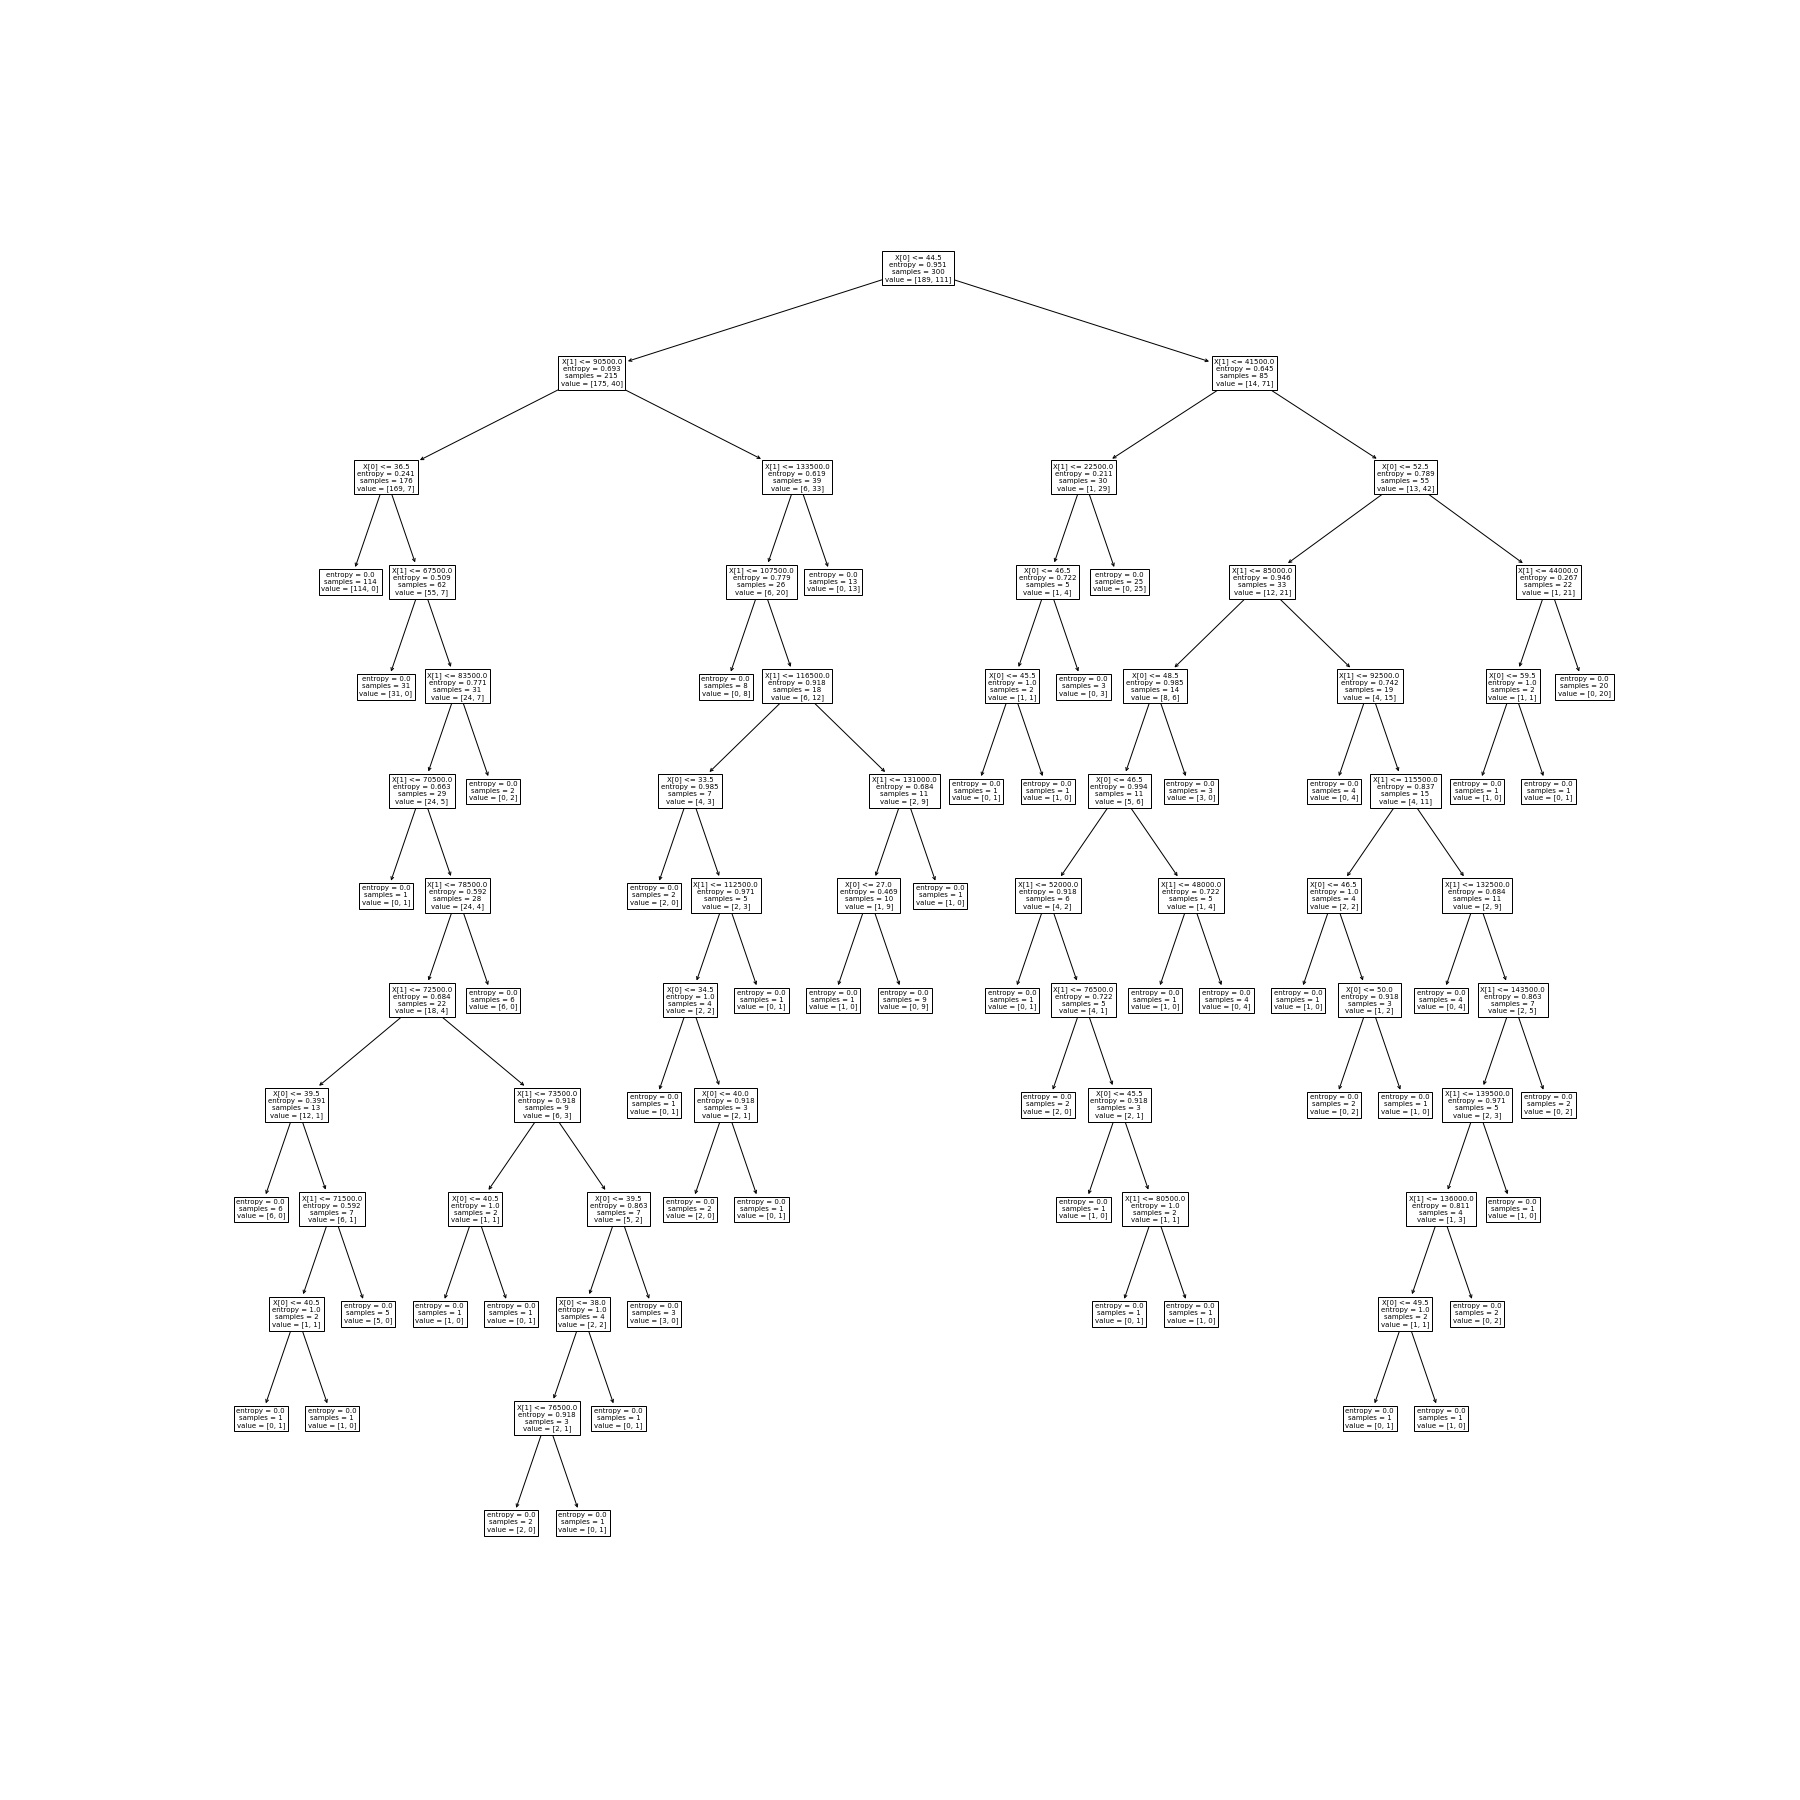 X[0] <= 44.5
entropy = 0.951
samples = 300
value = [189, 111]
X[1] <= 90500.0
entropy = 0.693
samples = 215
value = [175, 40]
X[1] <= 41500.0
entropy = 0.645
samples = 85
value = [14, 71]
X[0] <= 36.5
entropy = 0.241
samples = 176
value = [169, 7]
X[1] <= 133500.0
entropy = 0.619
samples = 39
value = [6, 33]
X[1] <= 22500.0
entropy = 0.211
samples = 30
value = [1, 29]
X[0] <= 52.5
entropy = 0.789
samples = 55
value = [13, 42]
entropy = 0.0
samples = 114
value = [114, 0]
X[1] <= 67500.0
entropy = 0.509
samples = 62
value = [55, 7]
X[1] <= 107500.0
entropy = 0.779
samples = 26
value = [6, 20]
entropy = 0.0
samples = 13
value = [0, 13]
X[0] <= 46.5
entropy = 0.722
samples = 5
value = [1, 4]
entropy = 0.0
samples = 25
value = [0, 25]
X[1] <= 85000.0
entropy = 0.946
samples = 33
value = [12, 21]
X[1] <= 44000.0
entropy = 0.267
samples = 22
value = [1, 21]
entropy = 0.0
samples = 31
value = [31, 0]
X[1] <= 83500.0
entropy = 0.771
samples = 31
value = [24, 7]
entropy = 0.0
samples = 8
value = [0, 8]
X[1] <= 116500.0
entropy = 0.918
samples = 18
value = [6, 12]
X[0] <= 45.5
entropy = 1.0
samples = 2
value = [1, 1]
entropy = 0.0
samples = 3
value = [0, 3]
X[0] <= 48.5
entropy = 0.985
samples = 14
value = [8, 6]
X[1] <= 92500.0
entropy = 0.742
samples = 19
value = [4, 15]
X[0] <= 59.5
entropy = 1.0
samples = 2
value = [1, 1]
entropy = 0.0
samples = 20
value = [0, 20]
X[1] <= 70500.0
entropy = 0.663
samples = 29
value = [24, 5]
entropy = 0.0
samples = 2
value = [0, 2]
X[0] <= 33.5
entropy = 0.985
samples = 7
value = [4, 3]
X[1] <= 131000.0
entropy = 0.684
samples = 11
value = [2, 9]
entropy = 0.0
samples = 1
value = [0, 1]
entropy = 0.0
samples = 1
value = [1, 0]
X[0] <= 46.5
entropy = 0.994
samples = 11
value = [5, 6]
entropy = 0.0
samples = 3
value = [3, 0]
entropy = 0.0
samples = 4
value = [0, 4]
X[1] <= 115500.0
entropy = 0.837
samples = 15
value = [4, 11]
entropy = 0.0
samples = 1
value = [1, 0]
entropy = 0.0
samples = 1
value = [0, 1]
entropy = 0.0
samples = 1
value = [0, 1]
X[1] <= 78500.0
entropy = 0.592
samples = 28
value = [24, 4]
entropy = 0.0
samples = 2
value = [2, 0]
X[1] <= 112500.0
entropy = 0.971
samples = 5
value = [2, 3]
X[0] <= 27.0
entropy = 0.469
samples = 10
value = [1, 9]
entropy = 0.0
samples = 1
value = [1, 0]
X[1] <= 52000.0
entropy = 0.918
samples = 6
value = [4, 2]
X[1] <= 48000.0
entropy = 0.722
samples = 5
value = [1, 4]
X[0] <= 46.5
entropy = 1.0
samples = 4
value = [2, 2]
X[1] <= 132500.0
entropy = 0.684
samples = 11
value = [2, 9]
X[1] <= 72500.0
entropy = 0.684
samples = 22
value = [18, 4]
entropy = 0.0
samples = 6
value = [6, 0]
X[0] <= 34.5
entropy = 1.0
samples = 4
value = [2, 2]
entropy = 0.0
samples = 1
value = [0, 1]
entropy = 0.0
samples = 1
value = [1, 0]
entropy = 0.0
samples = 9
value = [0, 9]
entropy = 0.0
samples = 1
value = [0, 1]
X[1] <= 76500.0
entropy = 0.722
samples = 5
value = [4, 1]
entropy = 0.0
samples = 1
value = [1, 0]
entropy = 0.0
samples = 4
value = [0, 4]
entropy = 0.0
samples = 1
value = [1, 0]
X[0] <= 50.0
entropy = 0.918
samples = 3
value = [1, 2]
entropy = 0.0
samples = 4
value = [0, 4]
X[1] <= 143500.0
entropy = 0.863
samples = 7
value = [2, 5]
X[0] <= 39.5
entropy = 0.391
samples = 13
value = [12, 1]
X[1] <= 73500.0
entropy = 0.918
samples = 9
value = [6, 3]
entropy = 0.0
samples = 1
value = [0, 1]
X[0] <= 40.0
entropy = 0.918
samples = 3
value = [2, 1]
entropy = 0.0
samples = 2
value = [2, 0]
X[0] <= 45.5
entropy = 0.918
samples = 3
value = [2, 1]
entropy = 0.0
samples = 2
value = [0, 2]
entropy = 0.0
samples = 1
value = [1, 0]
X[1] <= 139500.0
entropy = 0.971
samples = 5
value = [2, 3]
entropy = 0.0
samples = 2
value = [0, 2]
entropy = 0.0
samples = 6
value = [6, 0]
X[1] <= 71500.0
entropy = 0.592
samples = 7
value = [6, 1]
X[0] <= 40.5
entropy = 1.0
samples = 2
value = [1, 1]
X[0] <= 39.5
entropy = 0.863
samples = 7
value = [5, 2]
entropy = 0.0
samples = 2
value = [2, 0]
entropy = 0.0
samples = 1
value = [0, 1]
entropy = 0.0
samples = 1
value = [1, 0]
X[1] <= 80500.0
entropy = 1.0
samples = 2
value = [1, 1]
X[1] <= 136000.0
entropy = 0.811
samples = 4
value = [1, 3]
entropy = 0.0
samples = 1
value = [1, 0]
X[0] <= 40.5
entropy = 1.0
samples = 2
value = [1, 1]
entropy = 0.0
samples = 5
value = [5, 0]
entropy = 0.0
samples = 1
value = [1, 0]
entropy = 0.0
samples = 1
value = [0, 1]
X[0] <= 38.0
entropy = 1.0
samples = 4
value = [2, 2]
entropy = 0.0
samples = 3
value = [3, 0]
entropy = 0.0
samples = 1
value = [0, 1]
entropy = 0.0
samples = 1
value = [1, 0]
X[0] <= 49.5
entropy = 1.0
samples = 2
value = [1, 1]
entropy = 0.0
samples = 2
value = [0, 2]
entropy = 0.0
samples = 1
value = [0, 1]
entropy = 0.0
samples = 1
value = [1, 0]
X[1] <= 76500.0
entropy = 0.918
samples = 3
value = [2, 1]
entropy = 0.0
samples = 1
value = [0, 1]
entropy = 0.0
samples = 1
value = [0, 1]
entropy = 0.0
samples = 1
value = [1, 0]
entropy = 0.0
samples = 2
value = [2, 0]
entropy = 0.0
samples = 1
value = [0, 1]